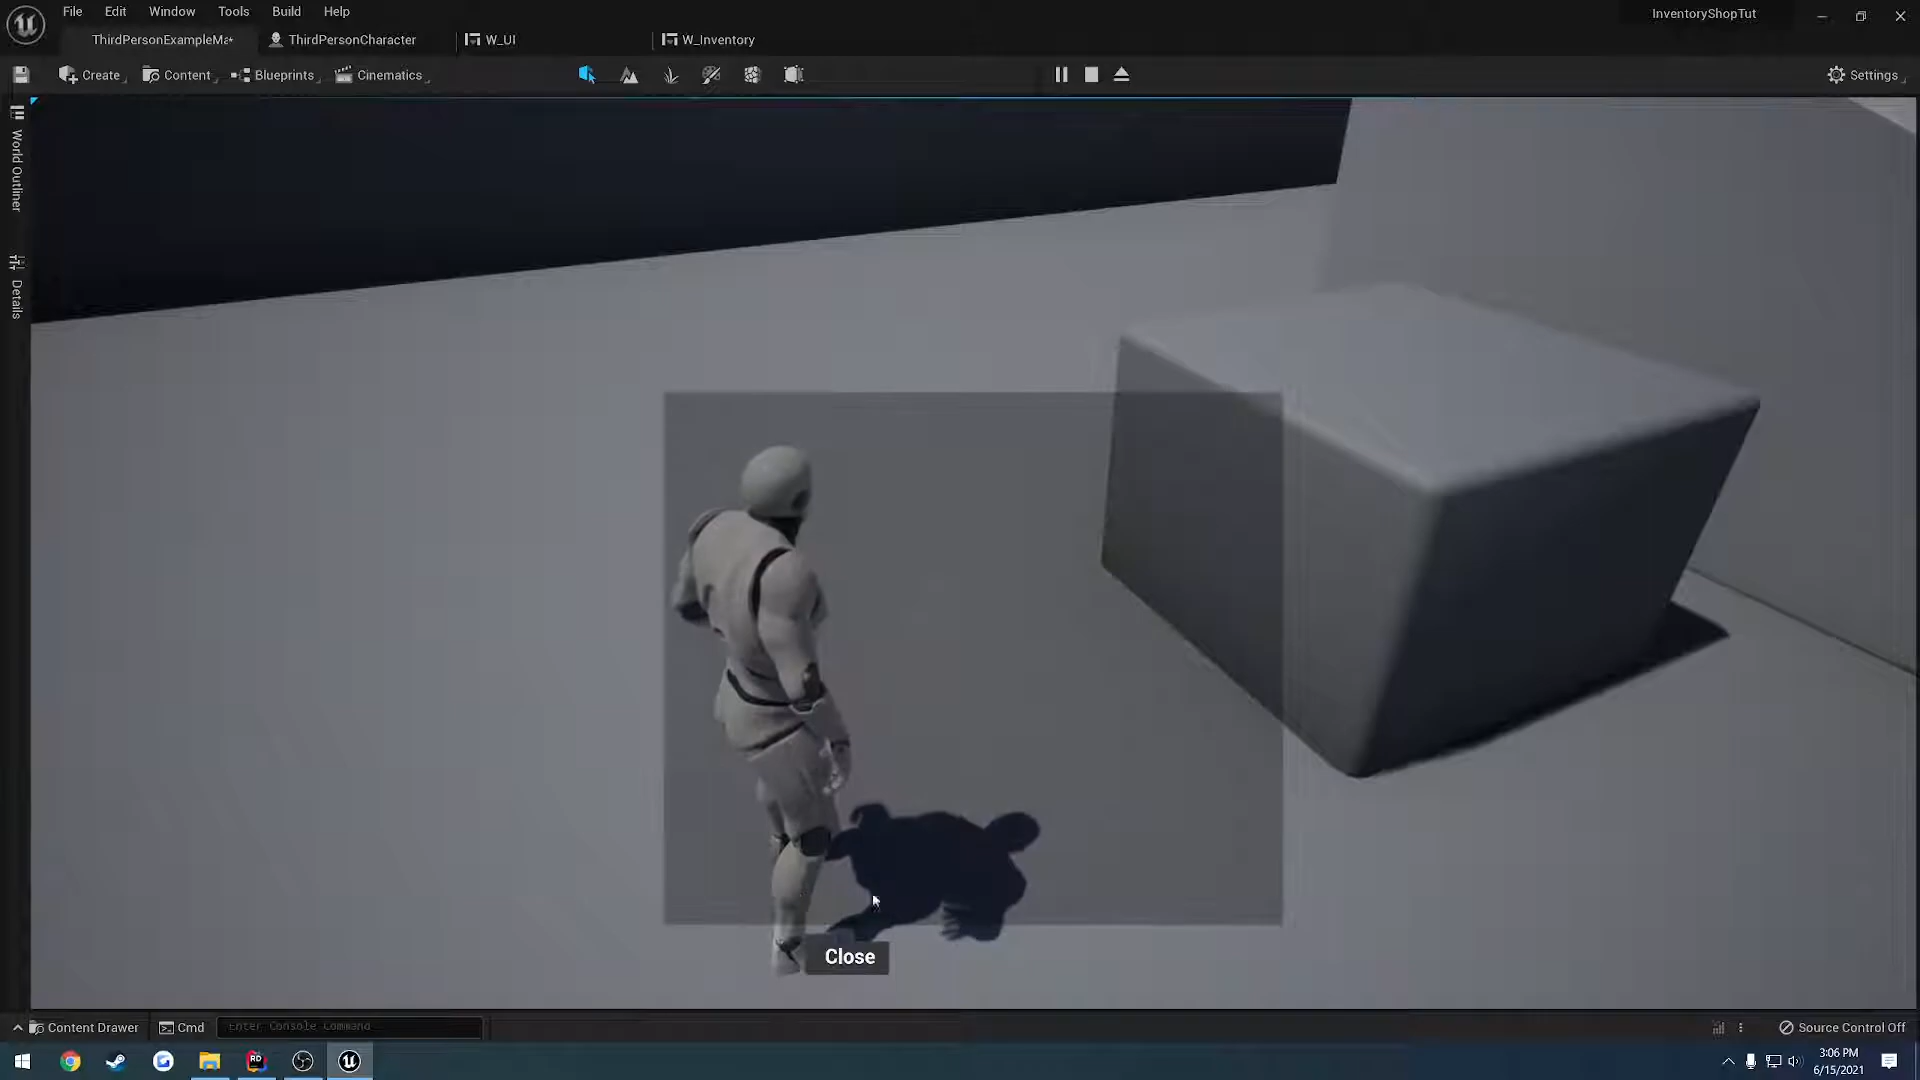 File Edit Window Tools Build Help
InventoryShopTut
ThirdPersonExampleMa*
ThirdPersonCharacter
W_UI
W_Inventory
Create
Content
Blueprints
Cinematics
Settings
World Outliner
Details
Close
Content Drawer
Cmd
Enter Console Command
Source Control Off
RD
3:06 PM
6/15/2021